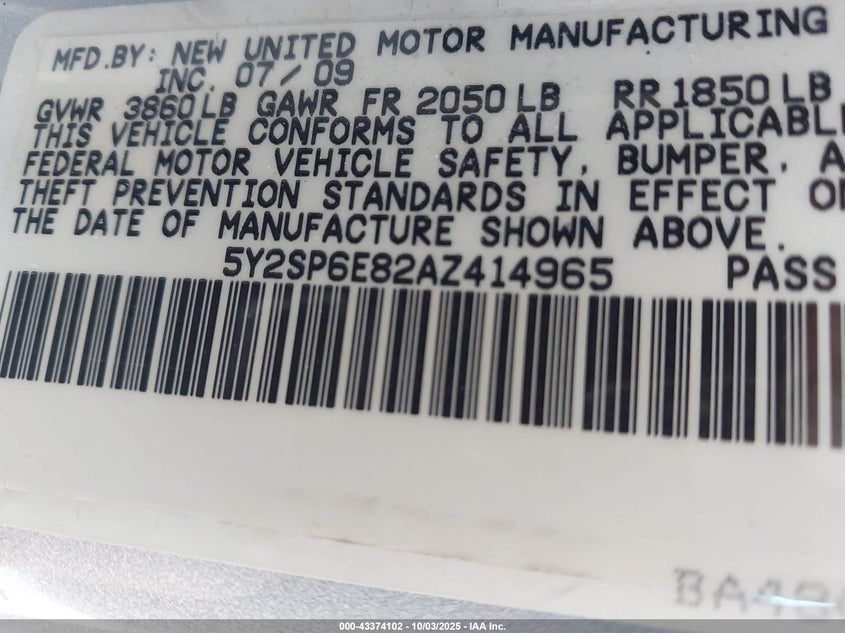 MFD.BY: NEW UNITED MOTOR MANUFACTURING
INC. 07/09
GVWR 3860LB GAWR FR 2050LB RR 1850LB
THIS VEHICLE CONFORMS TO ALL APPLICABL
FEDERAL MOTOR VEHICLE SAFETY, BUMPER, A
THEFT PREVENTION STANDARDS IN EFFECT O
THE DATE OF MANUFACTURE SHOWN ABOVE.
5Y2SP6E82AZ414965 PASS
000-43374102 - 10/03/2025 - IAA Inc.